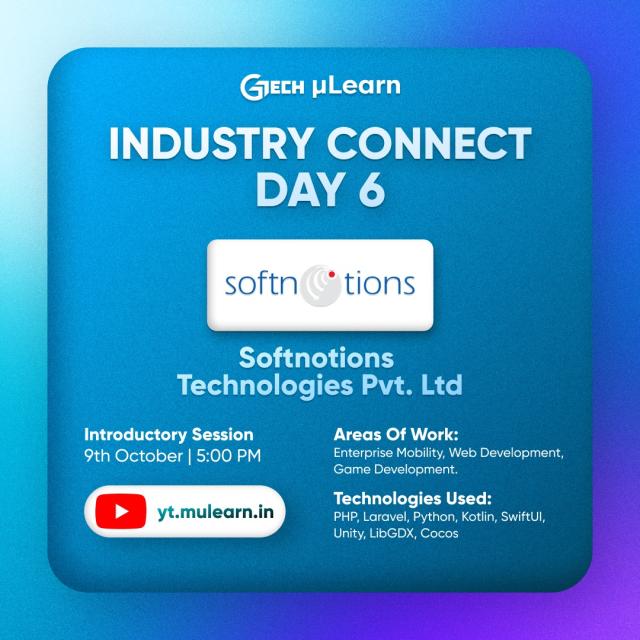 GTECH µLearn
INDUSTRY CONNECT
DAY 6
softnotions
Softnotions
Technologies Pvt. Ltd
Introductory Session
9th October | 5:00 PM
yt.mulearn.in
Areas Of Work:
Enterprise Mobility, Web Development,
Game Development.
Technologies Used:
PHP, Laravel, Python, Kotlin, SwiftUI,
Unity, LibGDX, Cocos